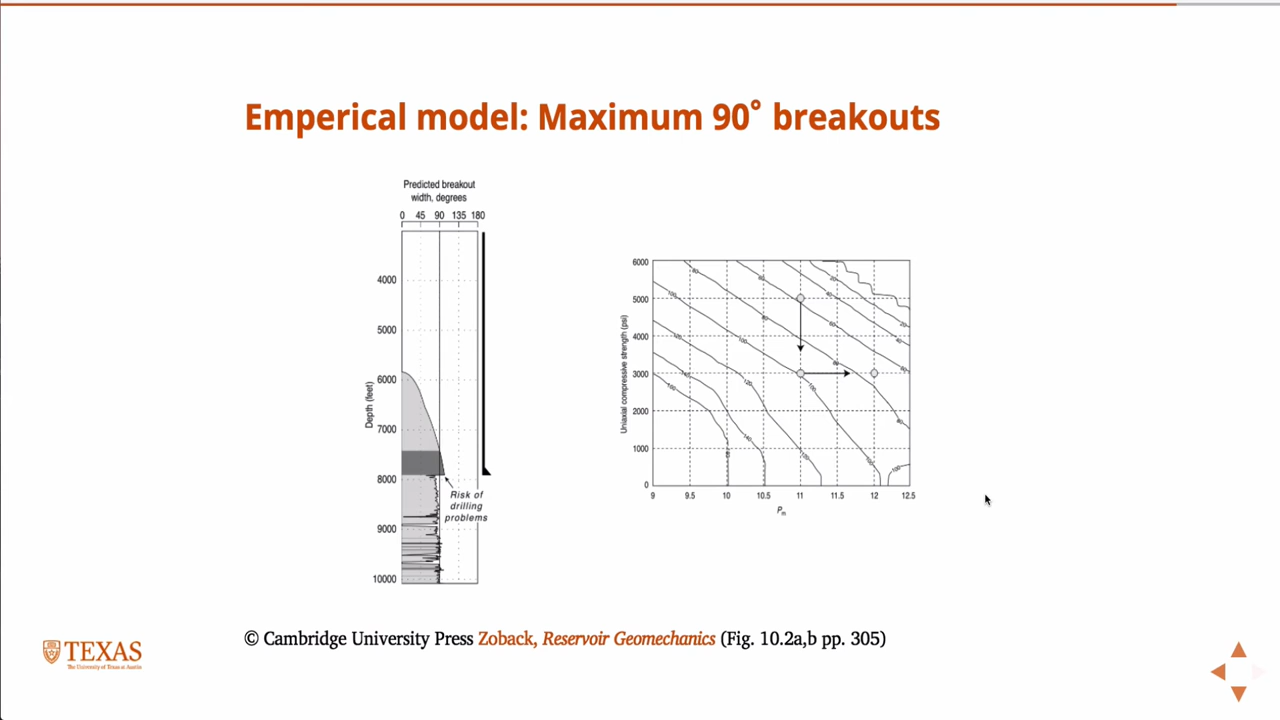 Emperical model: Maximum 90° breakouts
Predicted breakout
width, degrees
0 45 90 135 180
4000
5000
6000
7000
8000
9000
10000
Depth (feet)
Risk of
drilling
problems
6000
5000
4000
3000
2000
1000
0
Uniaxial compressive strength (psi)
9 9.5 10 10.5 11 11.5 12 12.5
Pm
© Cambridge University Press Zoback, Reservoir Geomechanics (Fig. 10.2a,b pp. 305)
TEXAS
The University of Texas at Austin